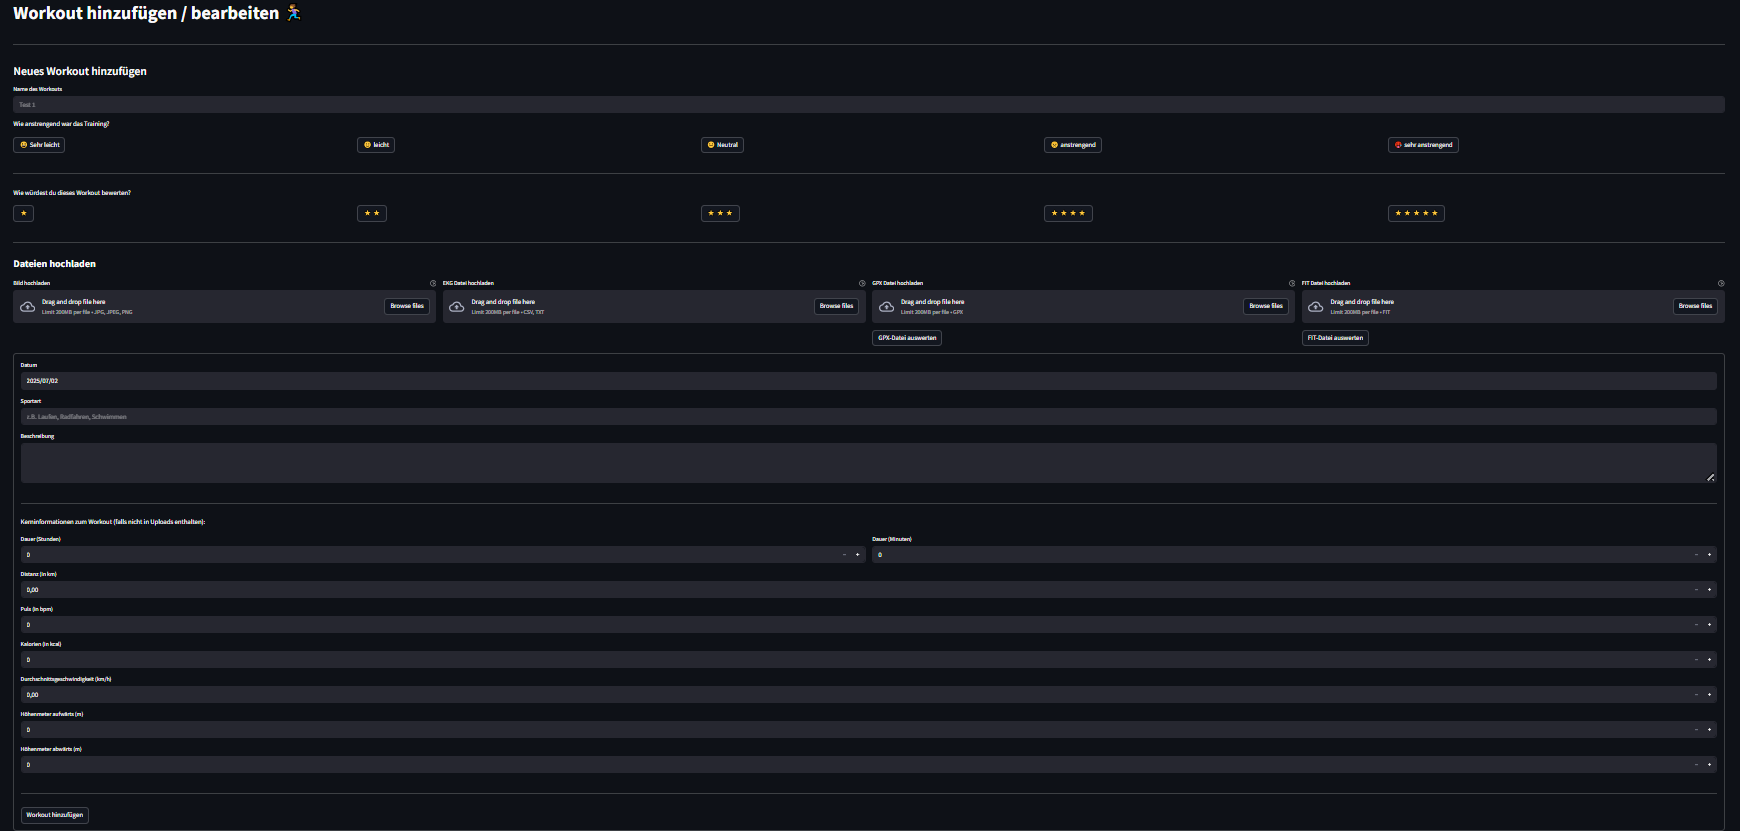 Workout hinzufügen / bearbeiten
Neues Workout hinzufügen
Name des Workouts
Test 1
Wie anstrengend war das Training?
Sehr leicht
leicht
Neutral
anstrengend
sehr anstrengend
Wie würdest du dieses Workout bewerten?
★
★ ★
★ ★ ★
★ ★ ★ ★
★ ★ ★ ★ ★
Dateien hochladen
Bild hochladen
Drag and drop file here
Limit 200MB per file • JPG, JPEG, PNG
Browse files
EKG Datei hochladen
Drag and drop file here
Limit 200MB per file • CSV, TXT
Browse files
GPX Datei hochladen
Drag and drop file here
Limit 200MB per file • GPX
Browse files
GPX-Datei auswerten
FIT Datei hochladen
Drag and drop file here
Limit 200MB per file • FIT
Browse files
FIT-Datei auswerten
Datum
2025/07/02
Sportart
z.B. Laufen, Radfahren, Schwimmen
Beschreibung
Kerninformationen zum Workout (falls nicht in Uploads enthalten):
Dauer (Stunden)
0
Dauer (Minuten)
0
Distanz (in km)
0,00
Puls (in bpm)
0
Kalorien (in kcal)
0
Durchschnittsgeschwindigkeit (km/h)
0,00
Höhenmeter aufwärts (m)
0
Höhenmeter abwärts (m)
0
Workout hinzufügen